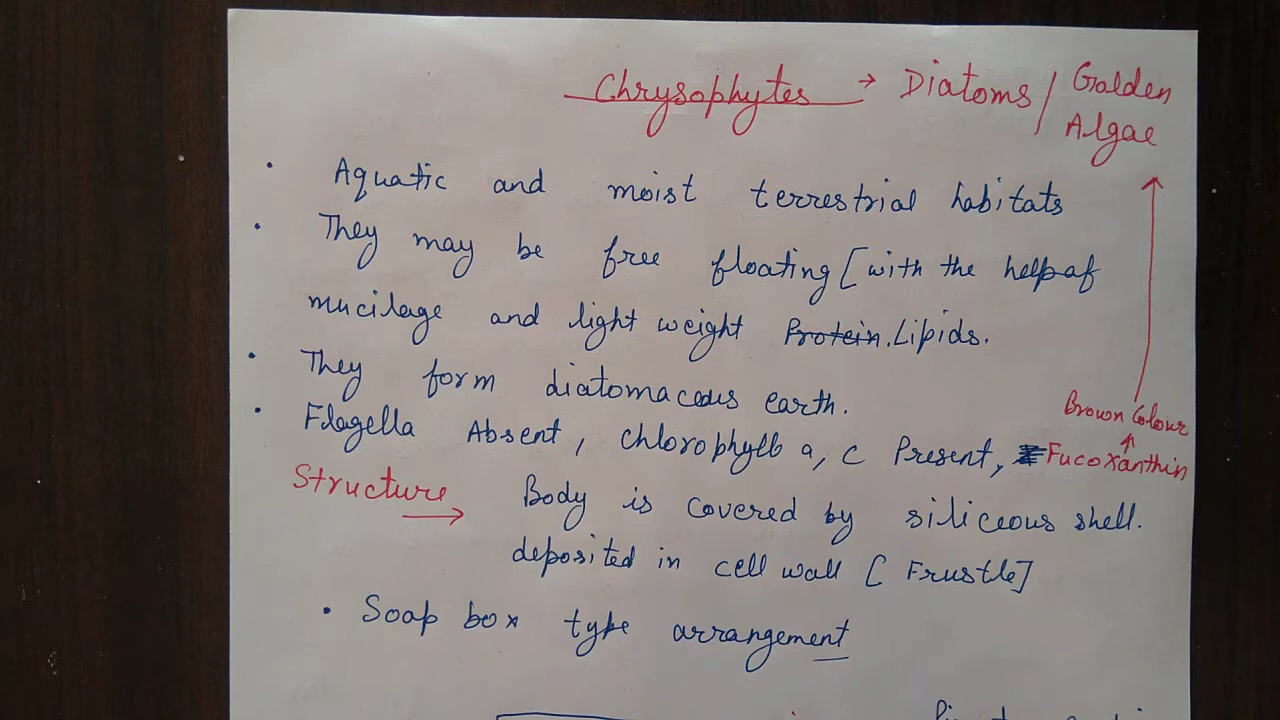 Chrysophytes → Diatoms / Golden Algae
• Aquatic and moist terrestrial habitats
• They may be free floating [with the help of
mucilage and light weight Protein. Lipids.
• They form diatomaceous earth.
Brown Colour
• Flagella Absent, Chlorophyll a, c Present, Fucoxanthin
Structure → Body is covered by siliceous shell.
deposited in cell wall [Frustle]
• Soap box type arrangement